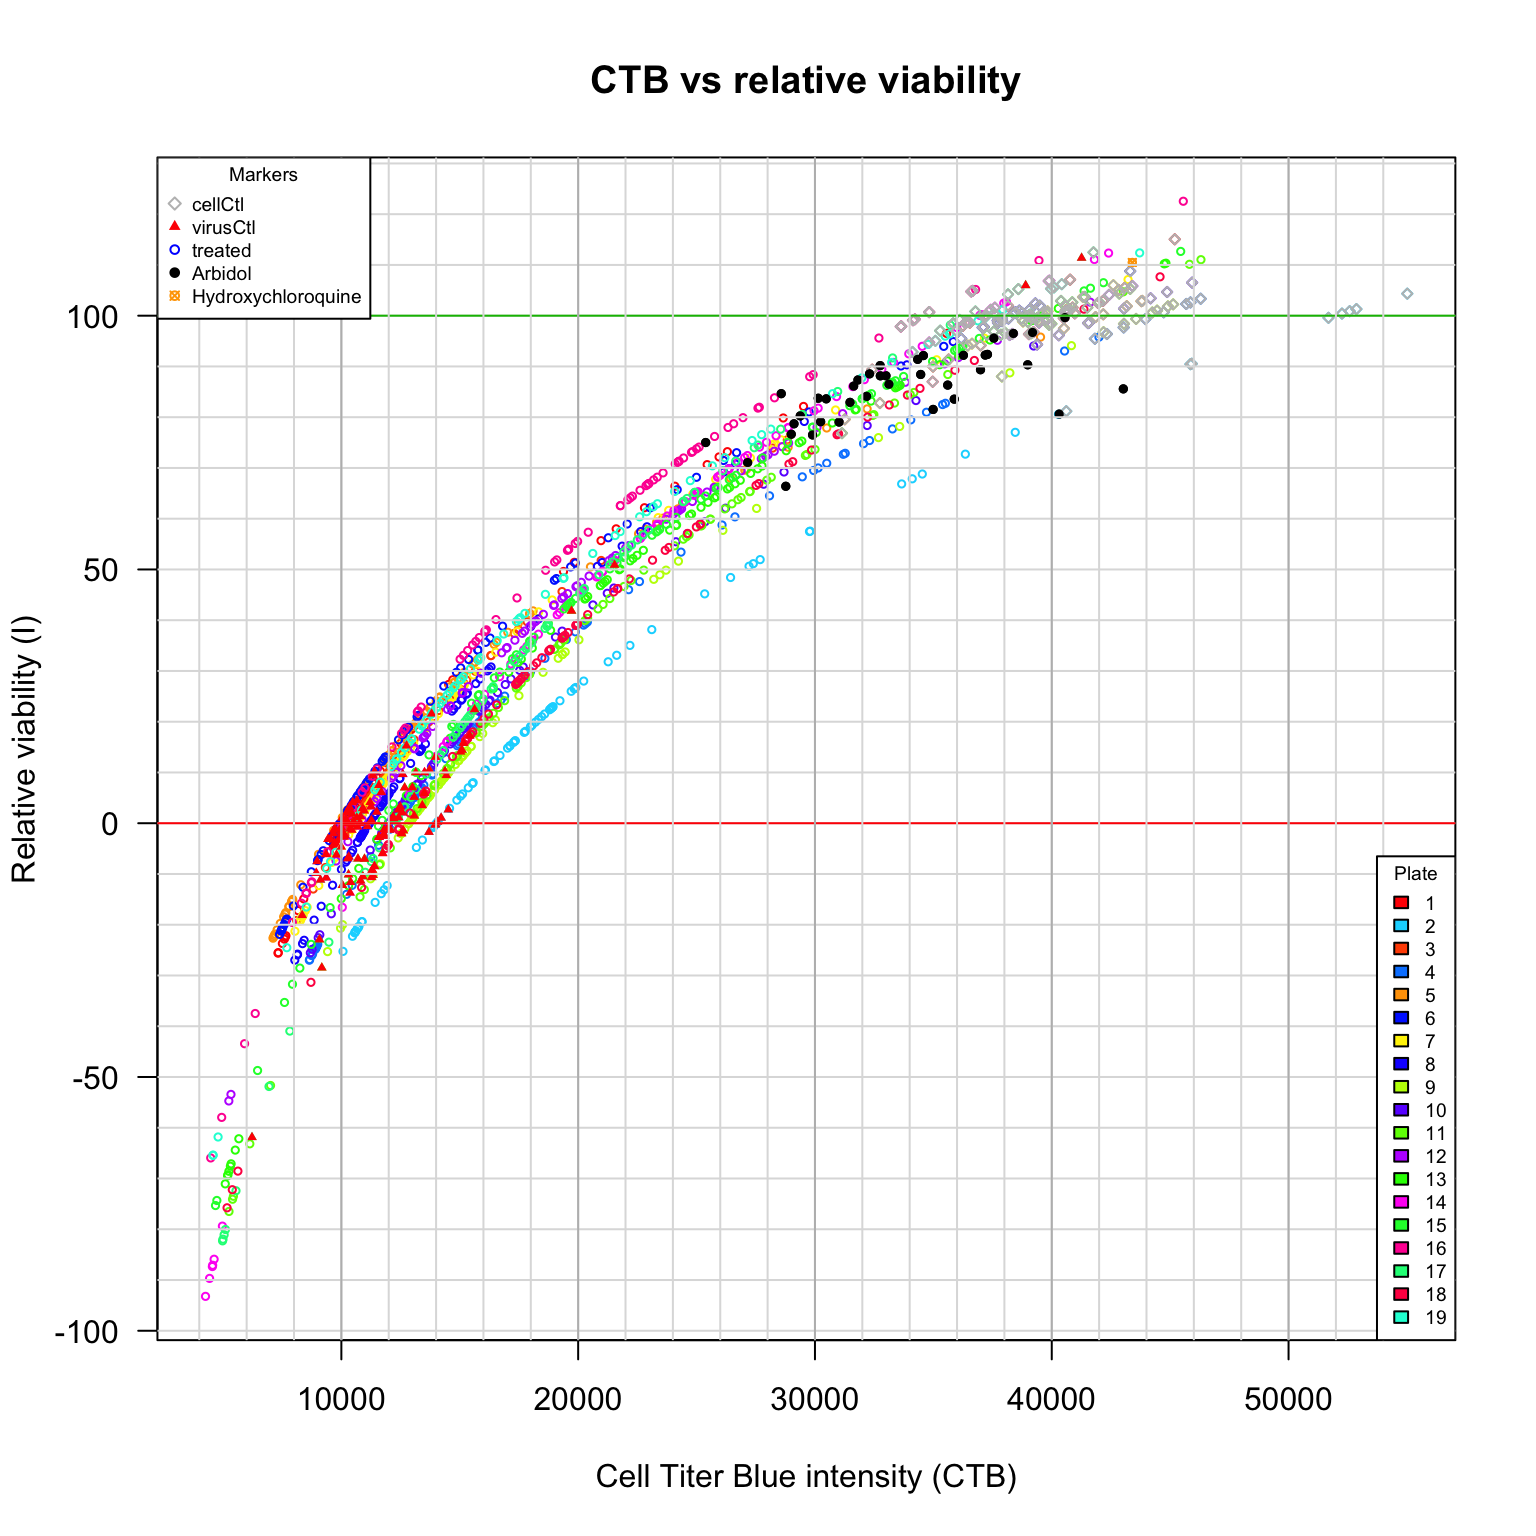 CTB vs relative viability
Markers
cellCtl
virusCtl
treated
Arbidol
Hydroxychloroquine
100
50
0
-50
-100
Relative viability (I)
Plate
1
2
3
4
5
6
7
8
9
10
11
12
13
14
15
16
17
18
19
10000 20000 30000 40000 50000
Cell Titer Blue intensity (CTB)